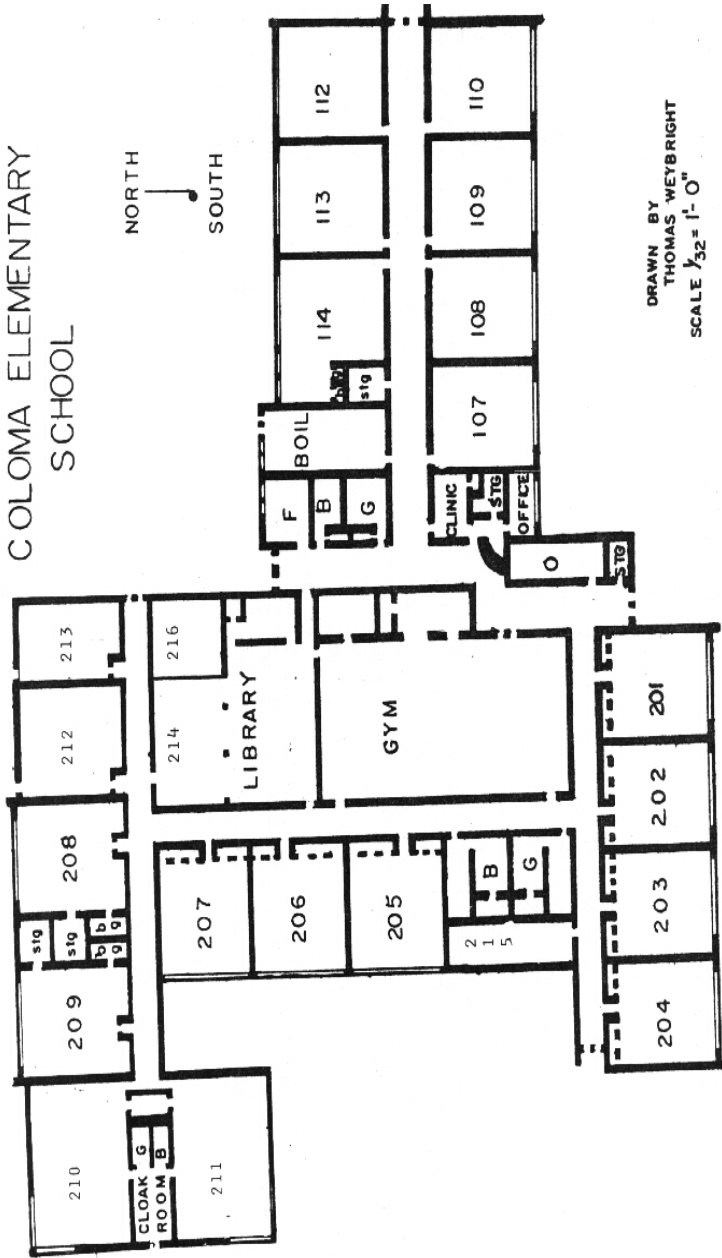 COLOMA ELEMENTARY
SCHOOL
NORTH
SOUTH
112
110
113
109
114
108
b g
stg
BOIL
107
F
B
G
CLINIC
STG
OFFICE
O
STG
213
216
212
214
LIBRARY
GYM
201
208
202
stg
stg
b
g
b
g
207
206
205
B
G
2
1
5
203
209
204
210
CLOAK
ROOM
G
B
211
DRAWN BY
THOMAS WEYBRIGHT
SCALE 1/32 = 1'- 0"